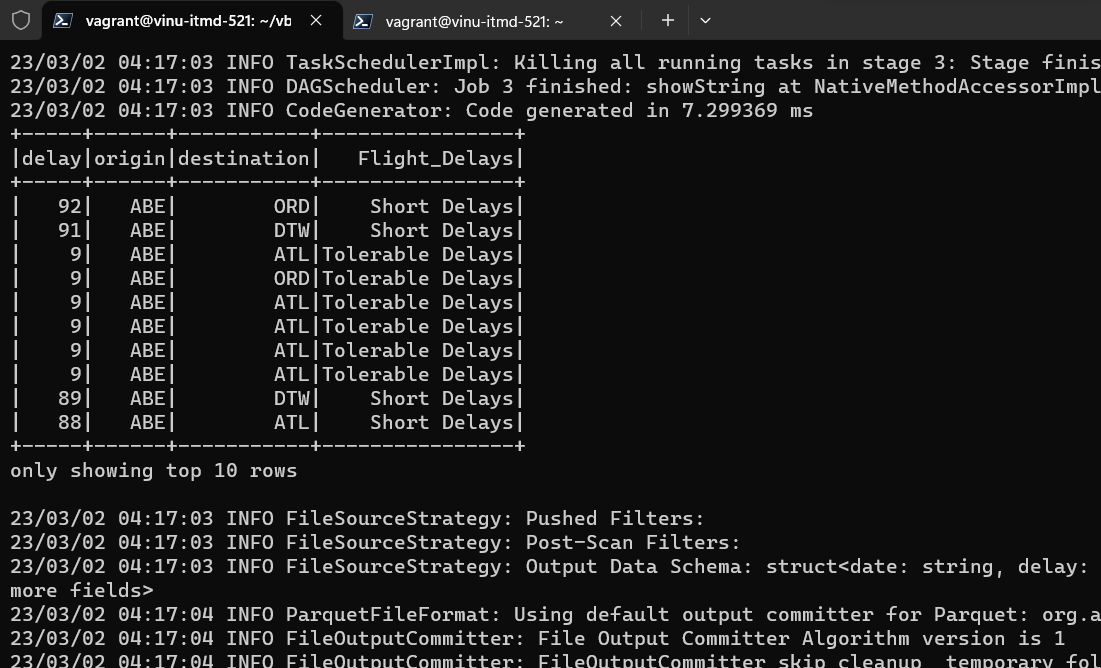 vagrant@vinu-itmd-521: ~/vb
vagrant@vinu-itmd-521: ~
23/03/02 04:17:03 INFO TaskSchedulerImpl: Killing all running tasks in stage 3: Stage finis
23/03/02 04:17:03 INFO DAGScheduler: Job 3 finished: showString at NativeMethodAccessorImpl
23/03/02 04:17:03 INFO CodeGenerator: Code generated in 7.299369 ms
+-----+------+-----------+----------------+
|delay|origin|destination|   Flight_Delays|
+-----+------+-----------+----------------+
|   92|   ABE|        ORD|    Short Delays|
|   91|   ABE|        DTW|    Short Delays|
|    9|   ABE|        ATL|Tolerable Delays|
|    9|   ABE|        ORD|Tolerable Delays|
|    9|   ABE|        ATL|Tolerable Delays|
|    9|   ABE|        ATL|Tolerable Delays|
|    9|   ABE|        ATL|Tolerable Delays|
|    9|   ABE|        ATL|Tolerable Delays|
|   89|   ABE|        DTW|    Short Delays|
|   88|   ABE|        ATL|    Short Delays|
+-----+------+-----------+----------------+
only showing top 10 rows
23/03/02 04:17:03 INFO FileSourceStrategy: Pushed Filters:
23/03/02 04:17:03 INFO FileSourceStrategy: Post-Scan Filters:
23/03/02 04:17:03 INFO FileSourceStrategy: Output Data Schema: struct<date: string, delay:
more fields>
23/03/02 04:17:04 INFO ParquetFileFormat: Using default output committer for Parquet: org.a
23/03/02 04:17:04 INFO FileOutputCommitter: File Output Committer Algorithm version is 1
23/03/02 04:17:04 INFO FileOutputCommitter: FileOutputCommitter skip cleanup _temporary fol